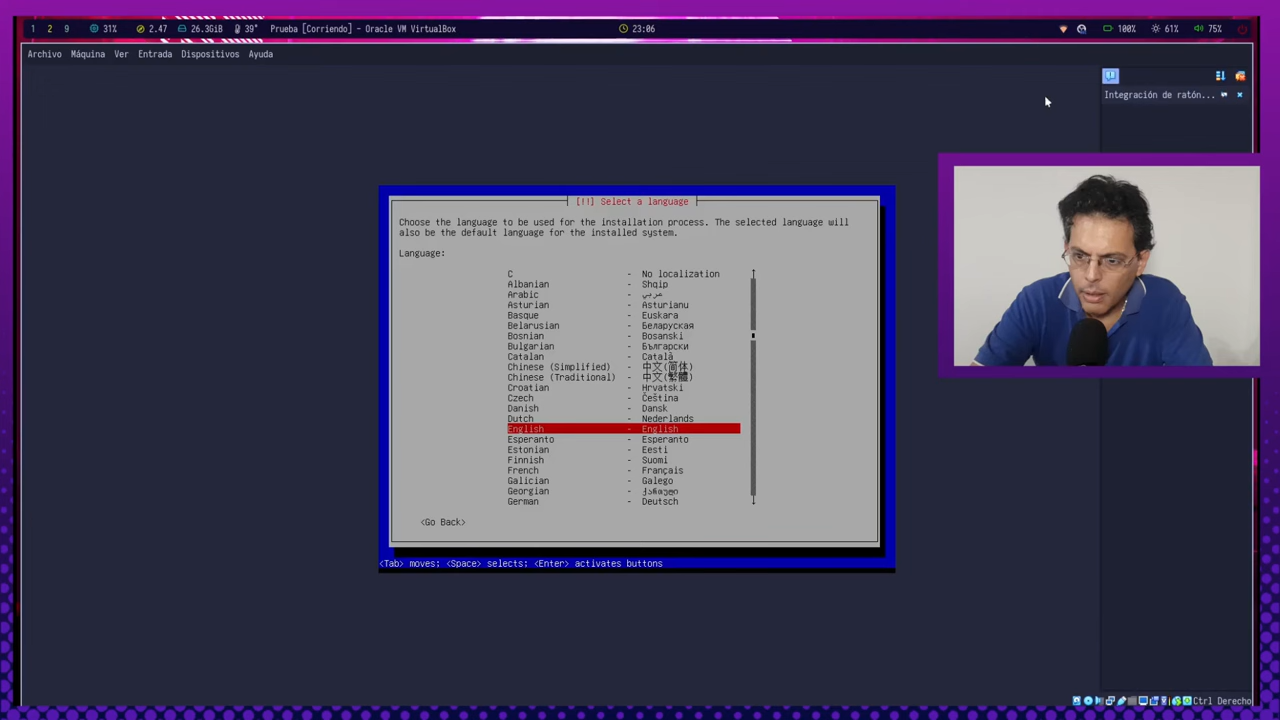 1 2 9 31% 2.47 26.3GiB 39° Prueba [Corriendo] - Oracle VM VirtualBox 23:06 100% 61% 75%
Archivo Máquina Ver Entrada Dispositivos Ayuda
Integración de ratón...
[!!] Select a language
Choose the language to be used for the installation process. The selected language will
also be the default language for the installed system.
Language:
C - No localization
Albanian - Shqip
Arabic - عربي
Asturian - Asturianu
Basque - Euskara
Belarusian - Беларуская
Bosnian - Bosanski
Bulgarian - Български
Catalan - Català
Chinese (Simplified) - 中文(简体)
Chinese (Traditional) - 中文(繁體)
Croatian - Hrvatski
Czech - Čeština
Danish - Dansk
Dutch - Nederlands
English - English
Esperanto - Esperanto
Estonian - Eesti
Finnish - Suomi
French - Français
Galician - Galego
Georgian - ქართული
German - Deutsch
<Go Back>
<Tab> moves; <Space> selects; <Enter> activates buttons
Ctrl Derecho